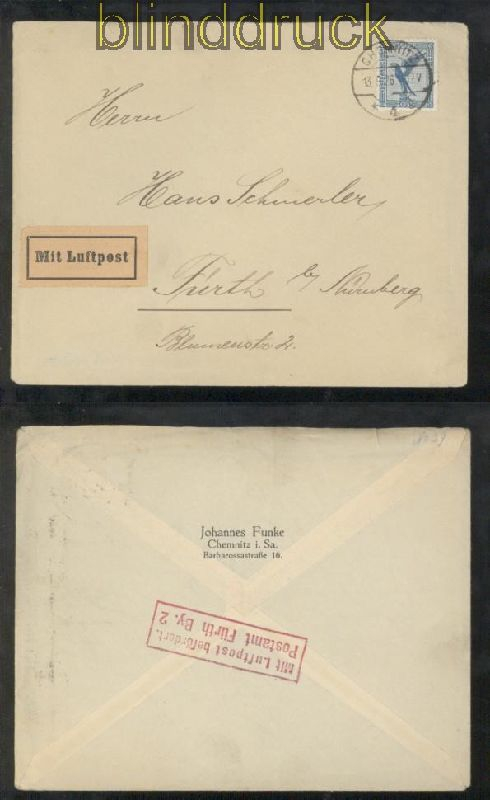 blinddruck
Herrn
Hans Schmerler,
Mit Luftpost
Fürth b/ Nürnberg
Blumenstr. 2.
Johannes Funke
Chemnitz i. Sa.
Barbarossastraße 16.
Mit Luftpost befördert.
Postamt Fürth By. 2